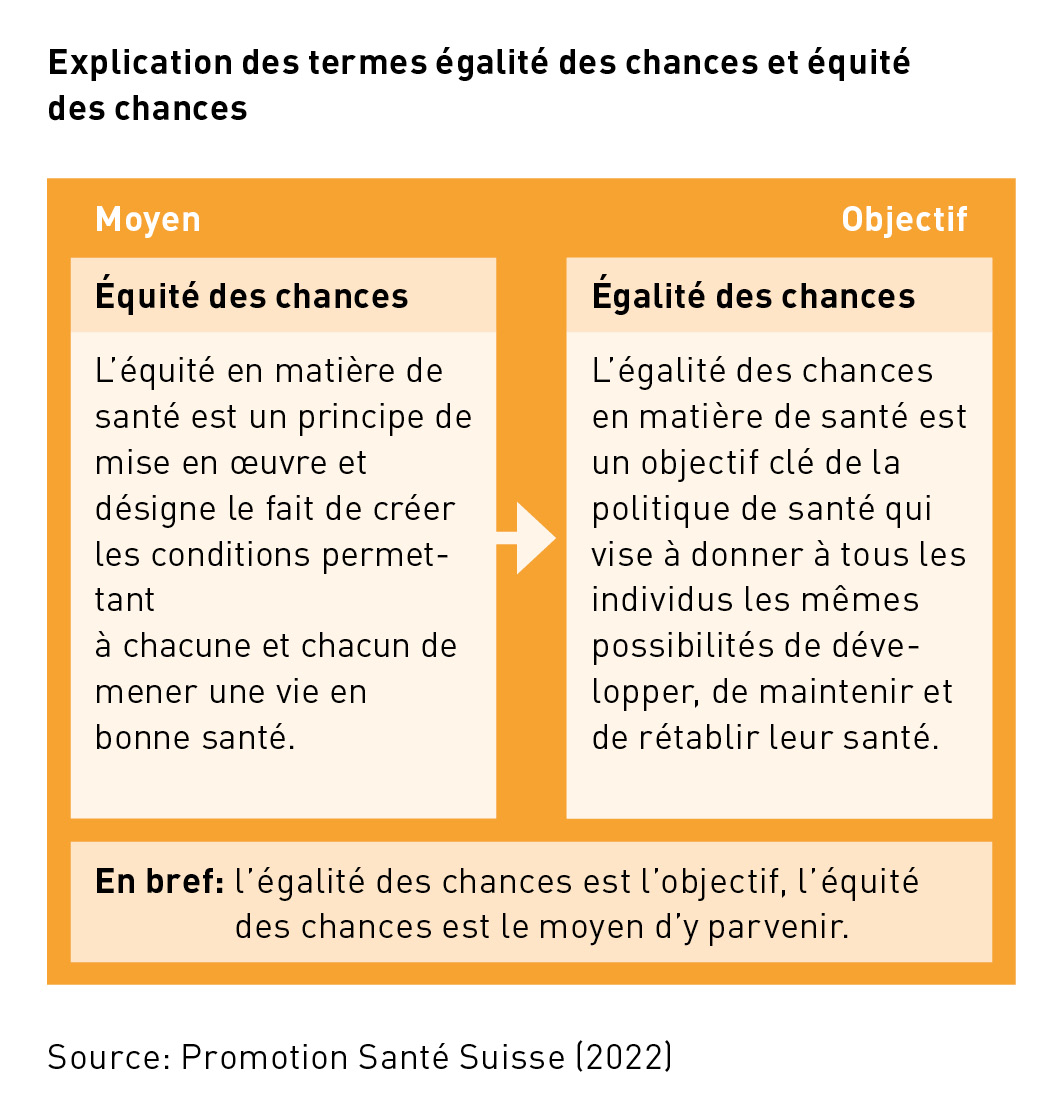 Explication des termes égalité des chances et équité
des chances
Moyen
Objectif
Équité des chances
L’équité en matière de
santé est un principe de
mise en œuvre et
désigne le fait de créer
les conditions permet-
tant
à chacune et chacun de
mener une vie en
bonne santé.
Égalité des chances
L’égalité des chances
en matière de santé est
un objectif clé de la
politique de santé qui
vise à donner à tous les
individus les mêmes
possibilités de déve-
lopper, de maintenir et
de rétablir leur santé.
En bref: l’égalité des chances est l’objectif, l’équité
des chances est le moyen d’y parvenir.
Source: Promotion Santé Suisse (2022)